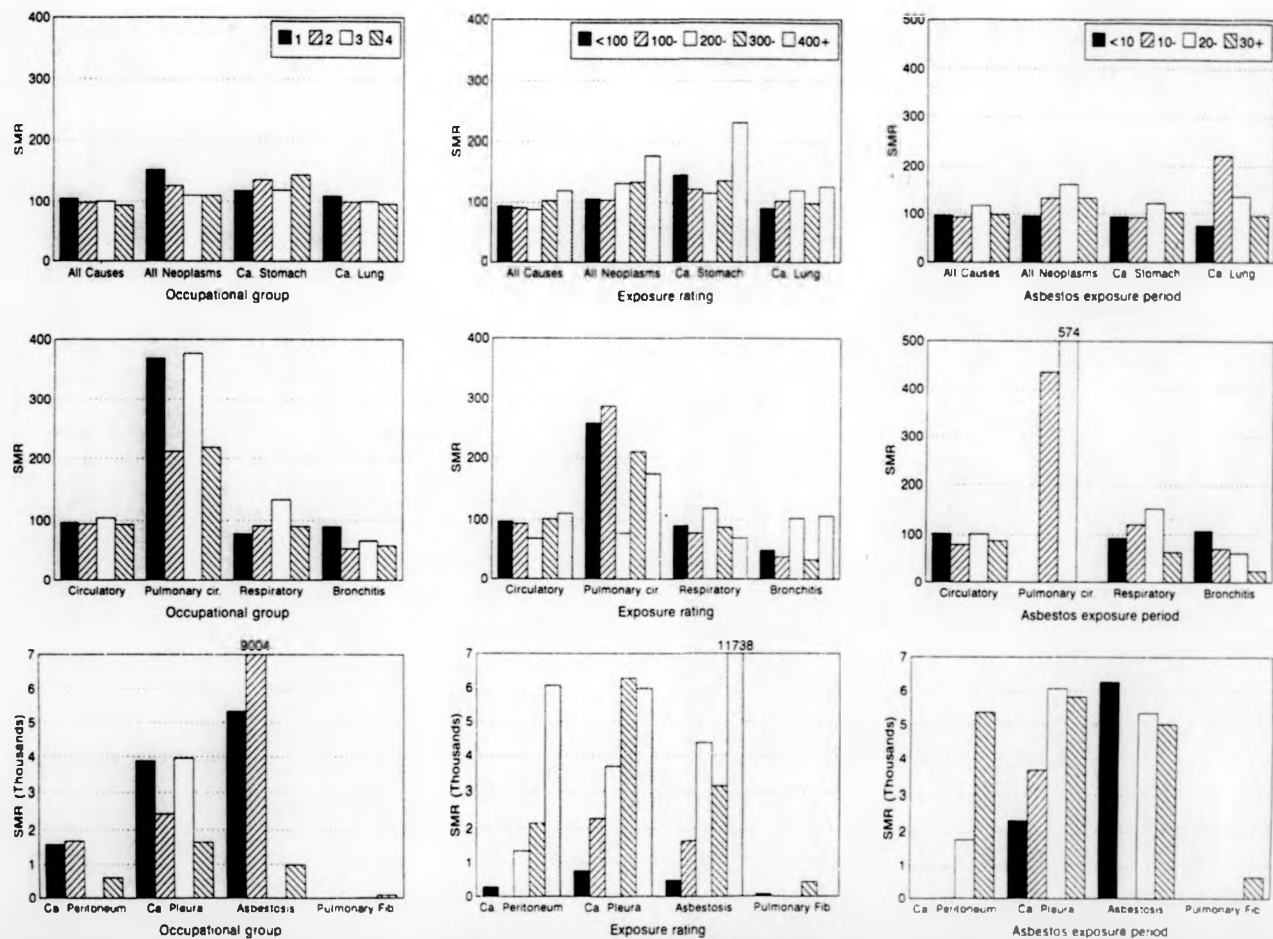 400
300
200
100
0
SMR
1 2 3 4
All Causes All Neoplasms Ca. Stomach Ca. Lung
Occupational group
400
300
200
100
0
SMR
<100 100- 200- 300- 400+
All Causes All Neoplasms Ca. Stomach Ca. Lung
Exposure rating
500
400
300
200
100
0
SMR
<10 10- 20- 30+
All Causes All Neoplasms Ca Stomach Ca Lung
Asbestos exposure period
400
300
200
100
0
SMR
Circulatory Pulmonary cir. Respiratory Bronchitis
Occupational group
400
300
200
100
0
SMR
Circulatory Pulmonary cir. Respiratory Bronchitis
Exposure rating
574
500
400
300
200
100
0
SMR
Circulatory Pulmonary cir. Respiratory Bronchitis
Asbestos exposure period
9004
7
6
5
4
3
2
1
0
SMR (Thousands)
Ca Peritoneum Ca Pleura Asbestosis Pulmonary Fib
Occupational group
11738
7
6
5
4
3
2
1
0
SMR (Thousands)
Ca. Peritoneum Ca. Pleura Asbestosis Pulmonary Fib
Exposure rating
7
6
5
4
3
2
1
0
SMR (Thousands)
Ca Peritoneum Ca Pleura Asbestosis Pulmonary Fib
Asbestos exposure period